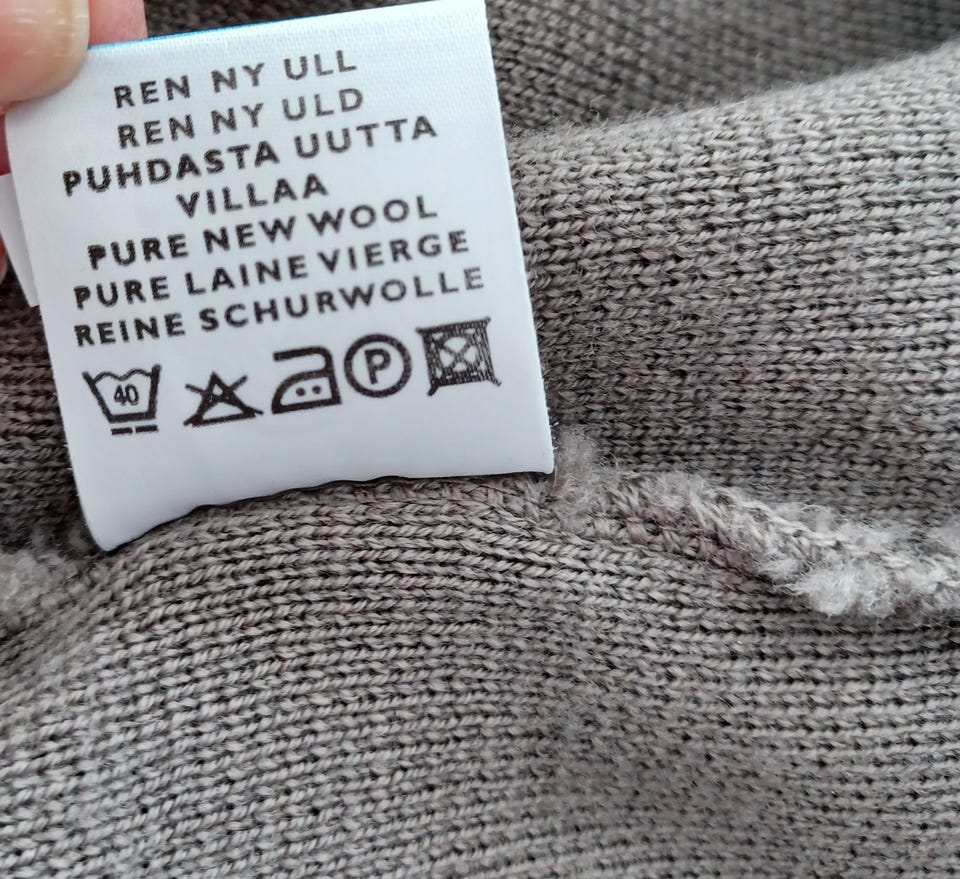 REN NY ULL
REN NY ULD
PUHDASTA UUTTA
VILLAA
PURE NEW WOOL
PURE LAINE VIERGE
REINE SCHURWOLLE
40 P